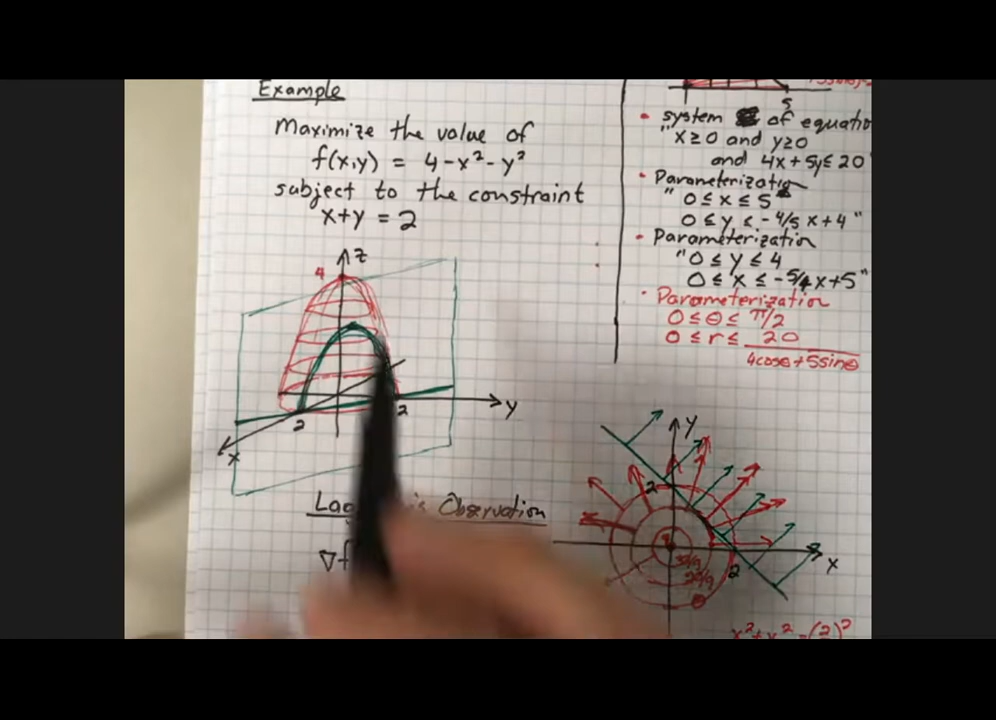 Example
Maximize the value of
f(x,y) = 4-x²-y²
subject to the constraint
x+y = 2
z
4
2
2
y
x
Observation
∇f
5
• system of equatio
"x≥0 and y≥0
and 4x+5y≤20
• Parameterization
"0≤x≤5
0≤y≤-4/5x+4"
• Parameterization
"0≤y≤4
0≤x≤-5/4x+5"
• Parameterization
0≤θ≤π/2
0≤r≤ 20
4cosθ+5sinθ
y
2
2
x